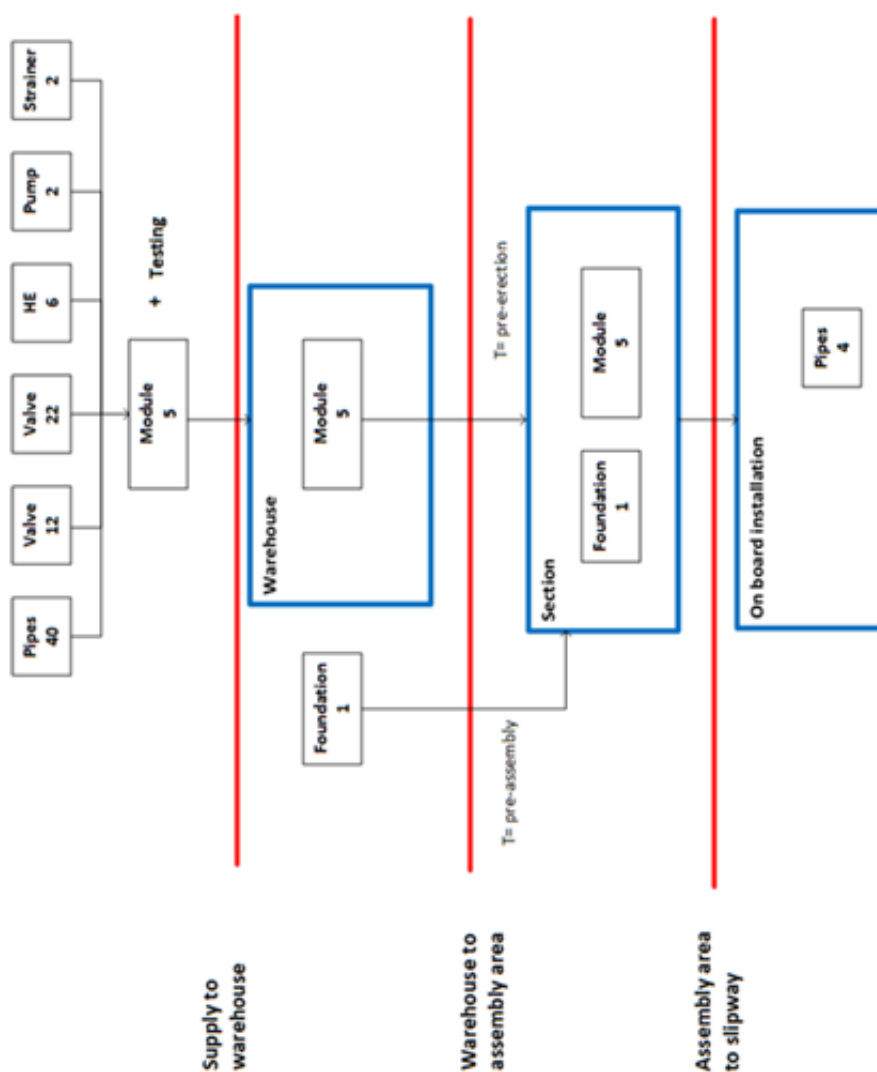 Pipes
40
Valve
12
Valve
22
HE
6
Pump
2
Strainer
2
Module
5
+ Testing
Supply to
warehouse
Warehouse
Module
5
Foundation
1
Warehouse to
assembly area
T= pre-assembly
T= pre-erection
Section
Foundation
1
Module
5
Assembly area
to slipway
On board installation
Pipes
4